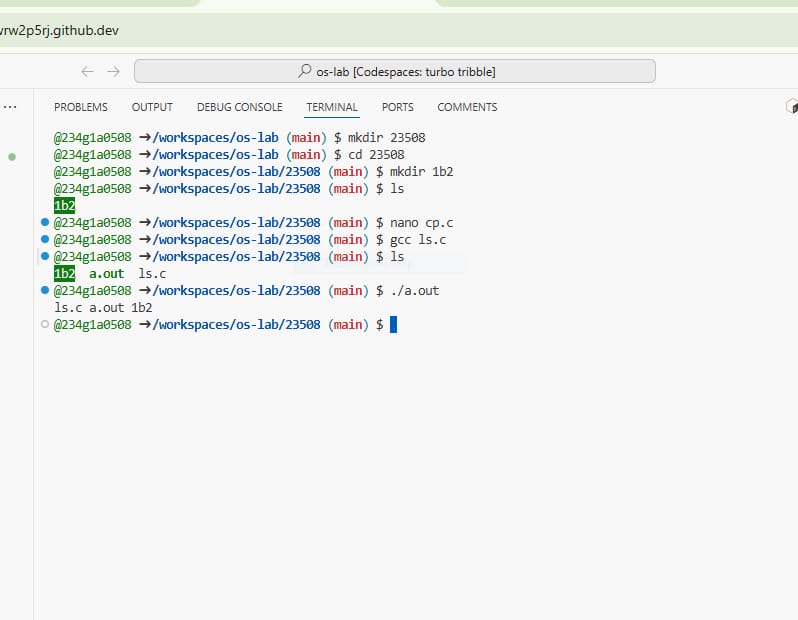 vrw2p5rj.github.dev
os-lab [Codespaces: turbo tribble]
PROBLEMS OUTPUT DEBUG CONSOLE TERMINAL PORTS COMMENTS
@234g1a0508 ➜/workspaces/os-lab (main) $ mkdir 23508
@234g1a0508 ➜/workspaces/os-lab (main) $ cd 23508
@234g1a0508 ➜/workspaces/os-lab/23508 (main) $ mkdir 1b2
@234g1a0508 ➜/workspaces/os-lab/23508 (main) $ ls
1b2
@234g1a0508 ➜/workspaces/os-lab/23508 (main) $ nano cp.c
@234g1a0508 ➜/workspaces/os-lab/23508 (main) $ gcc ls.c
@234g1a0508 ➜/workspaces/os-lab/23508 (main) $ ls
1b2 a.out ls.c
@234g1a0508 ➜/workspaces/os-lab/23508 (main) $ ./a.out
ls.c a.out 1b2
@234g1a0508 ➜/workspaces/os-lab/23508 (main) $